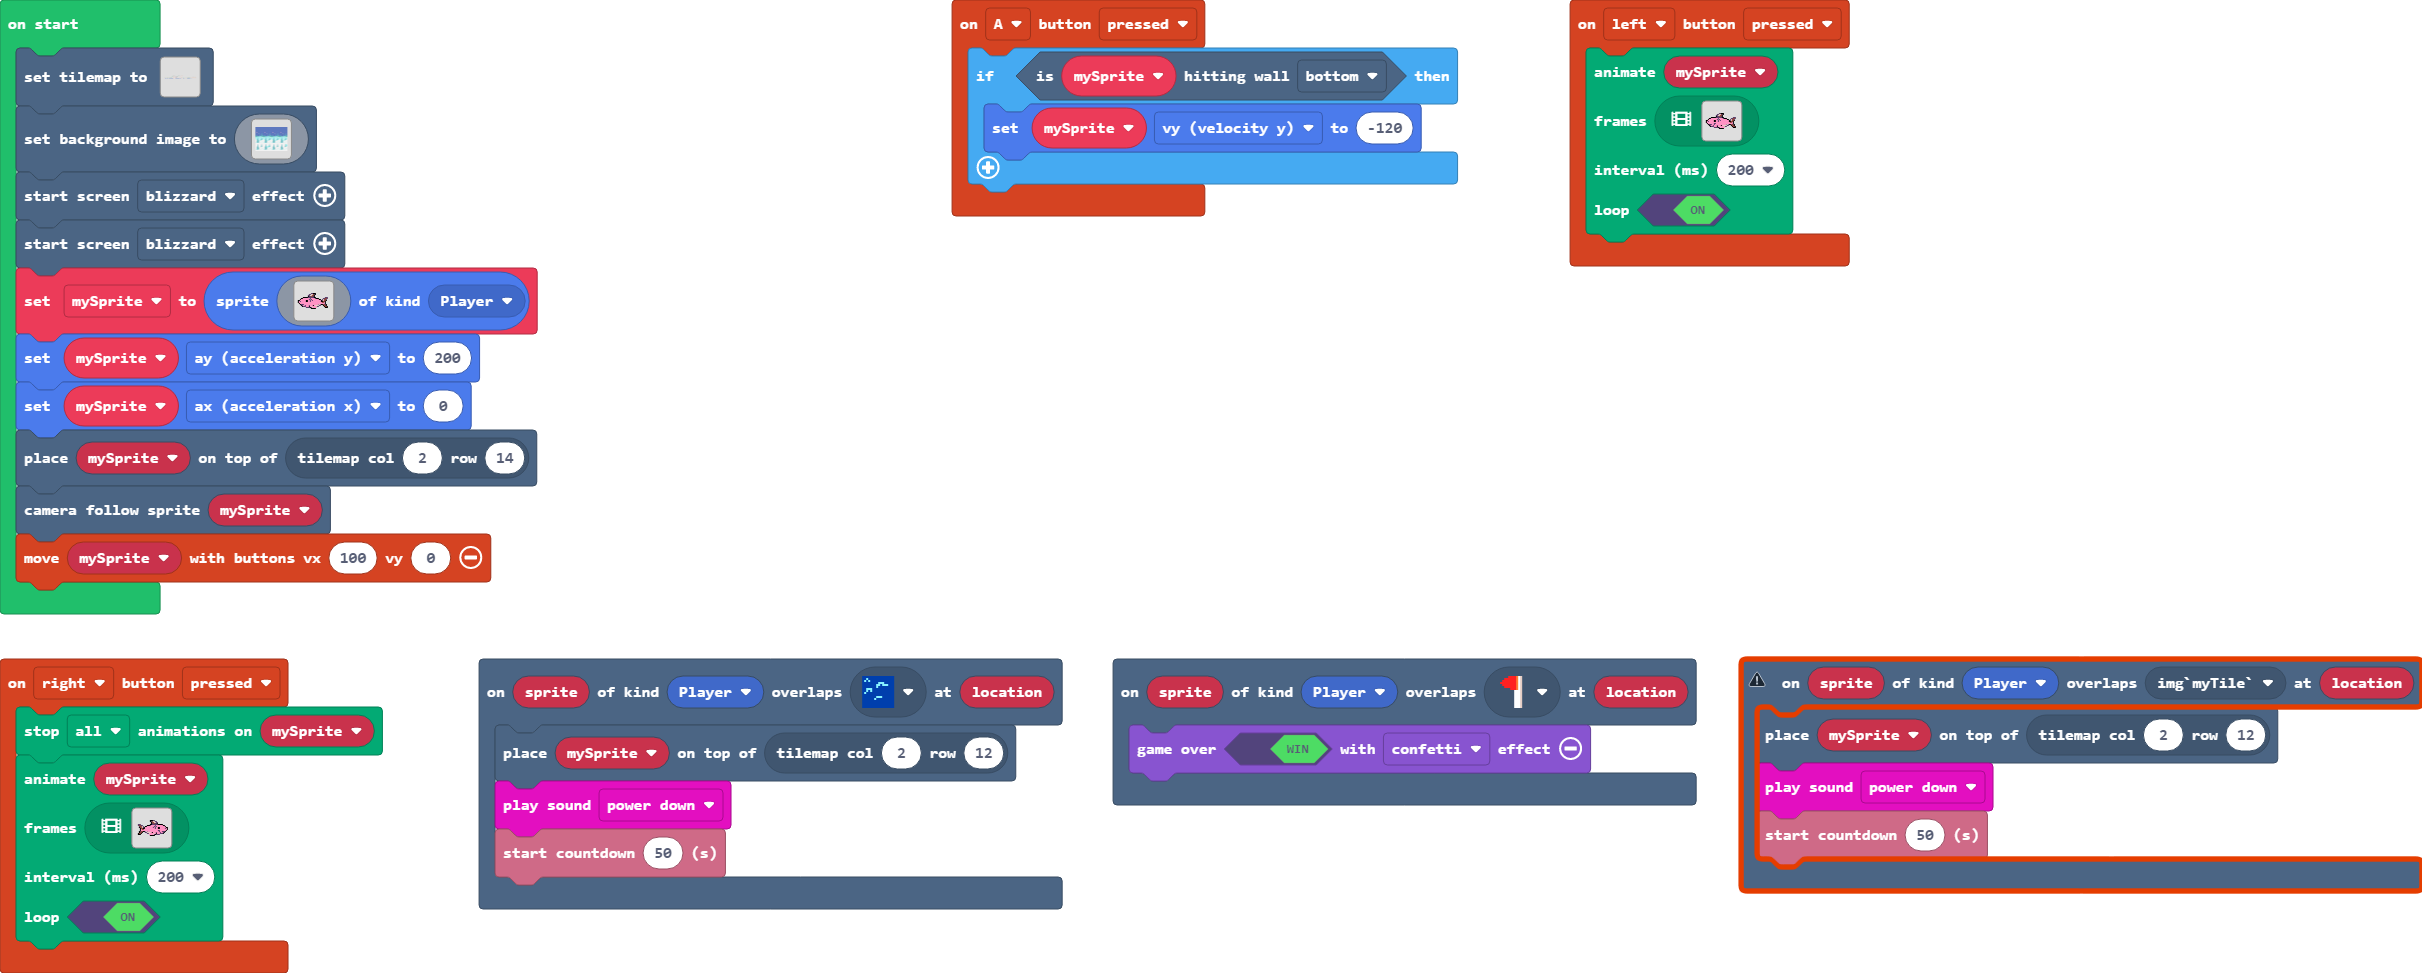 on start
set tilemap to
set background image to
start screen blizzard effect
start screen blizzard effect
set mySprite to sprite of kind Player
set mySprite ay (acceleration y) to 200
set mySprite ax (acceleration x) to 0
place mySprite on top of tilemap col 2 row 14
camera follow sprite mySprite
move mySprite with buttons vx 100 vy 0
on A button pressed
if is mySprite hitting wall bottom then
set mySprite vy (velocity y) to -120
on left button pressed
animate mySprite
frames
interval (ms) 200
loop ON
on right button pressed
stop all animations on mySprite
animate mySprite
frames
interval (ms) 200
loop ON
on sprite of kind Player overlaps at location
place mySprite on top of tilemap col 2 row 12
play sound power down
start countdown 50 (s)
on sprite of kind Player overlaps at location
game over WIN with confetti effect
on sprite of kind Player overlaps img`myTile` at location
place mySprite on top of tilemap col 2 row 12
play sound power down
start countdown 50 (s)